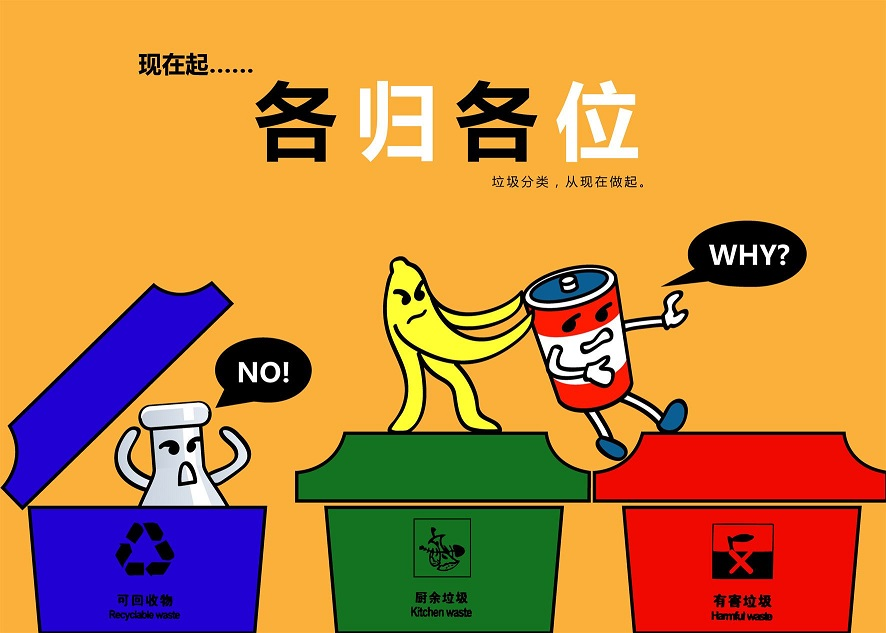 现在起……
各归各位
垃圾分类，从现在做起。
WHY?
NO!
可回收物
Recyclable waste
厨余垃圾
Kitchen waste
有害垃圾
Harmful waste